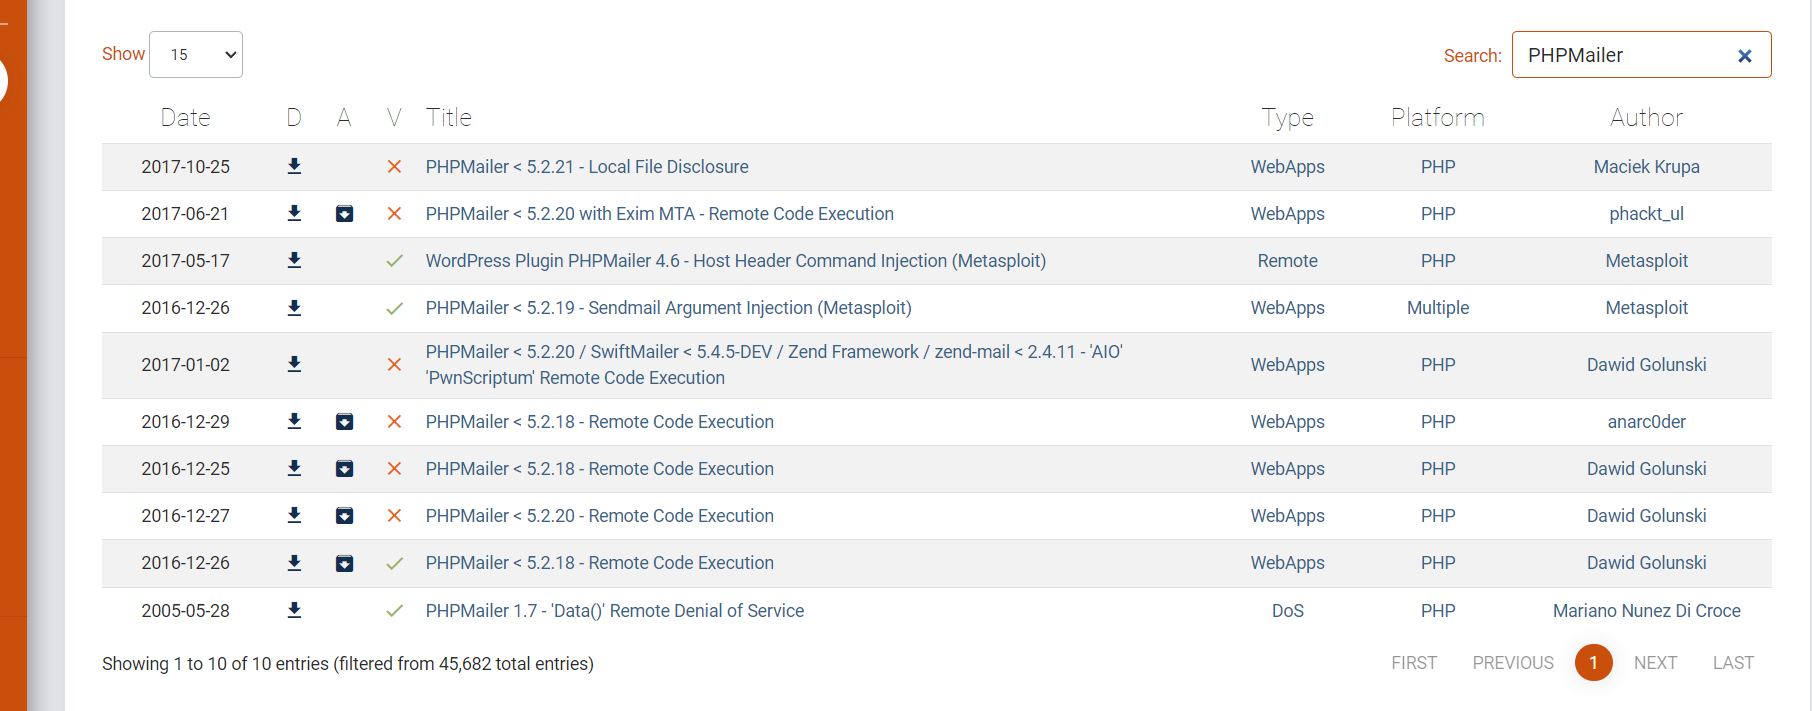 Show 15 Search: PHPMailer
Date D A V Title Type Platform Author
2017-10-25 PHPMailer < 5.2.21 - Local File Disclosure WebApps PHP Maciek Krupa
2017-06-21 PHPMailer < 5.2.20 with Exim MTA - Remote Code Execution WebApps PHP phackt_ul
2017-05-17 WordPress Plugin PHPMailer 4.6 - Host Header Command Injection (Metasploit) Remote PHP Metasploit
2016-12-26 PHPMailer < 5.2.19 - Sendmail Argument Injection (Metasploit) WebApps Multiple Metasploit
2017-01-02 PHPMailer < 5.2.20 / SwiftMailer < 5.4.5-DEV / Zend Framework / zend-mail < 2.4.11 - 'AIO'
'PwnScriptum' Remote Code Execution WebApps PHP Dawid Golunski
2016-12-29 PHPMailer < 5.2.18 - Remote Code Execution WebApps PHP anarc0der
2016-12-25 PHPMailer < 5.2.18 - Remote Code Execution WebApps PHP Dawid Golunski
2016-12-27 PHPMailer < 5.2.20 - Remote Code Execution WebApps PHP Dawid Golunski
2016-12-26 PHPMailer < 5.2.18 - Remote Code Execution WebApps PHP Dawid Golunski
2005-05-28 PHPMailer 1.7 - 'Data()' Remote Denial of Service DoS PHP Mariano Nunez Di Croce
Showing 1 to 10 of 10 entries (filtered from 45,682 total entries) FIRST PREVIOUS 1 NEXT LAST